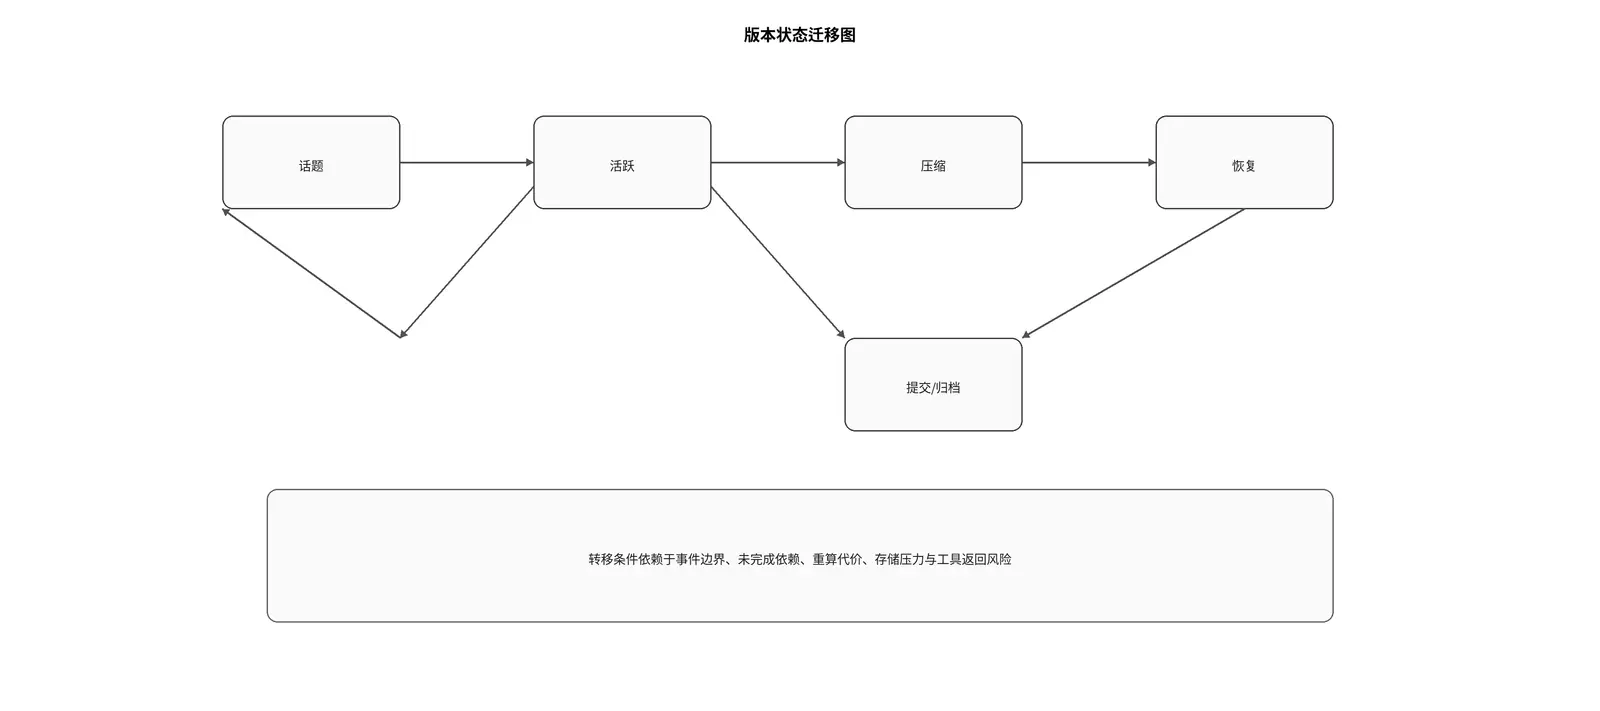 版本状态迁移图
话题
活跃
压缩
恢复
提交/归档
转移条件依赖于事件边界、未完成依赖、重算代价、存储压力与工具返回风险